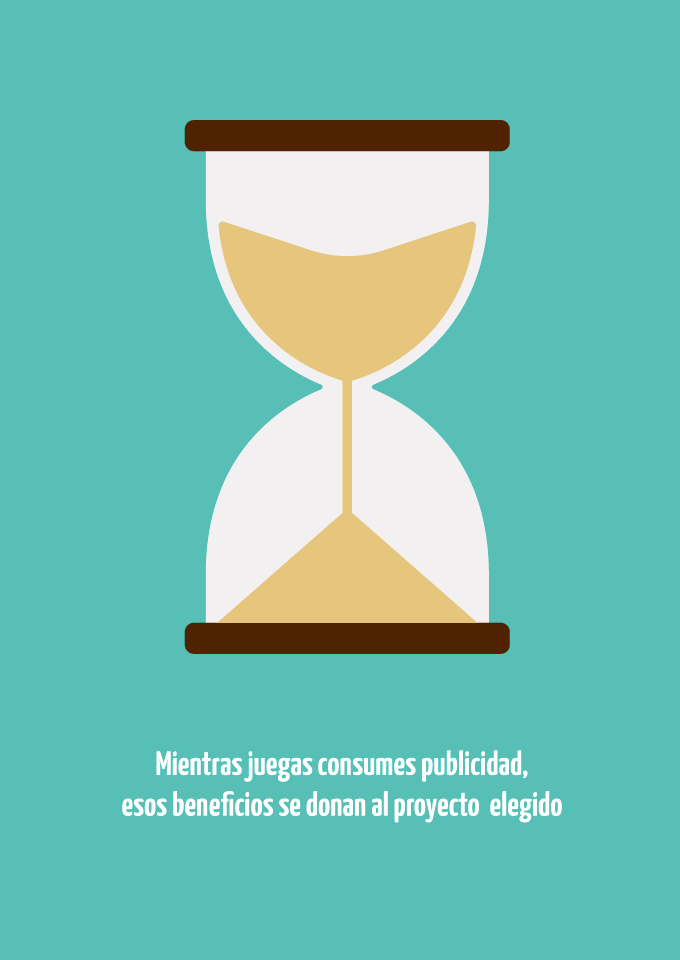 Mientras juegas consumes publicidad,
esos beneficios se donan al proyecto elegido